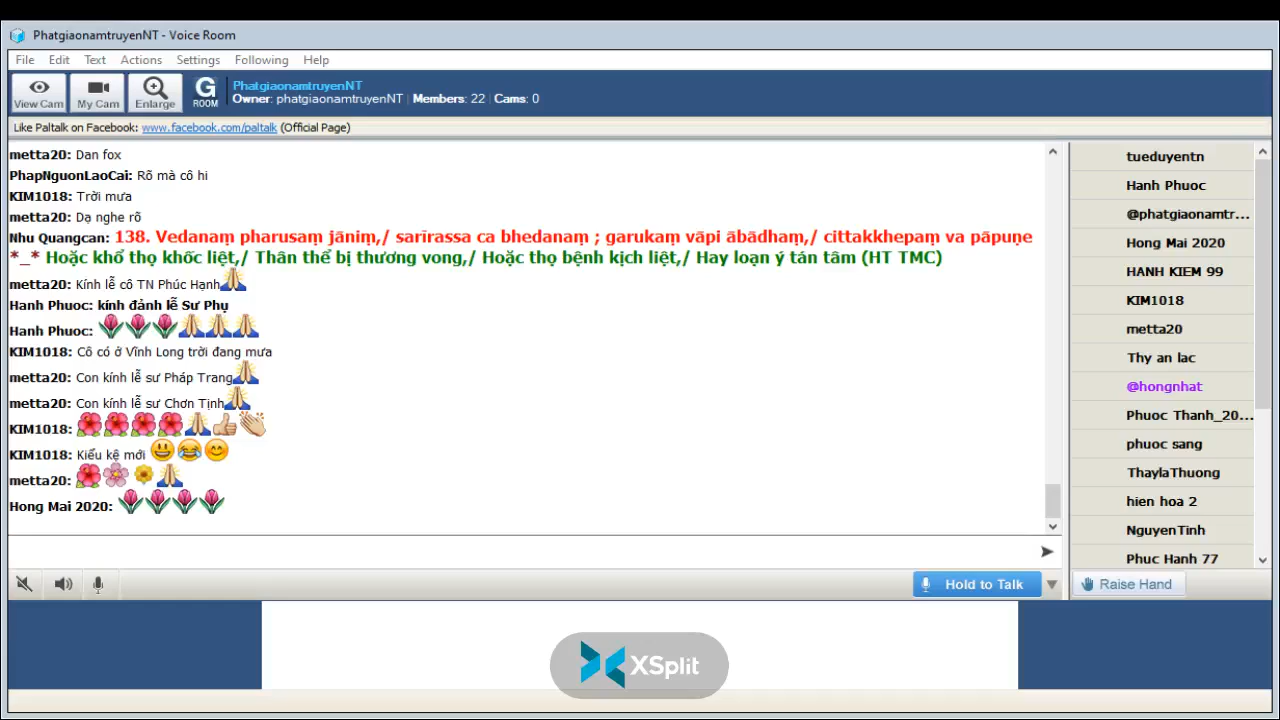 PhatgiaonamtruyenNT - Voice Room
File Edit Text Actions Settings Following Help
View Cam My Cam Enlarge G ROOM
PhatgiaonamtruyenNT
Owner: phatgiaonamtruyenNT | Members: 22 | Cams: 0
Like Paltalk on Facebook: www.facebook.com/paltalk (Official Page)
metta20: Dan fox
PhapNguonLaoCai: Rõ mà cô hi
KIM1018: Trời mưa
metta20: Dạ nghe rõ
Nhu Quangcan: 138. Vedanaṃ pharusaṃ jāniṃ,/ sarīrassa ca bhedanaṃ ; garukaṃ vāpi ābādhaṃ,/ cittakkhepaṃ va pāpuṇe
*_* Hoặc khổ thọ khốc liệt,/ Thân thể bị thương vong,/ Hoặc thọ bệnh kịch liệt,/ Hay loạn ý tán tâm (HT TMC)
metta20: Kính lễ cô TN Phúc Hạnh
Hanh Phuoc: kính đảnh lễ Sư Phụ
Hanh Phuoc:
KIM1018: Cô có ở Vĩnh Long trời đang mưa
metta20: Con kính lễ sư Pháp Trang
metta20: Con kính lễ sư Chơn Tịnh
KIM1018:
KIM1018: Kiểu kệ mới
metta20:
Hong Mai 2020:
tueduyentn
Hanh Phuoc
@phatgiaonamtr...
Hong Mai 2020
HANH KIEM 99
KIM1018
metta20
Thy an lac
@hongnhat
Phuoc Thanh_20...
phuoc sang
ThaylaThuong
hien hoa 2
NguyenTinh
Phuc Hanh 77
Hold to Talk
Raise Hand
XSplit